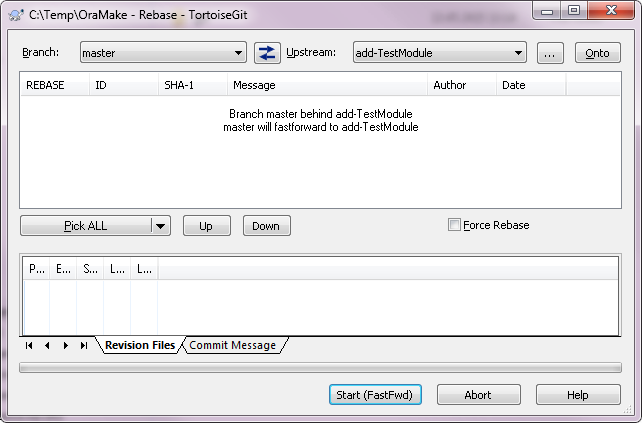 C:\Temp\OraMake - Rebase - TortoiseGit
Branch: master Upstream: add-TestModule ... Onto
REBASE ID SHA-1 Message Author Date
Branch master behind add-TestModule
master will fastforward to add-TestModule
Pick ALL Up Down Force Rebase
P... E... S... L... L...
Revision Files Commit Message
Start (FastFwd) Abort Help